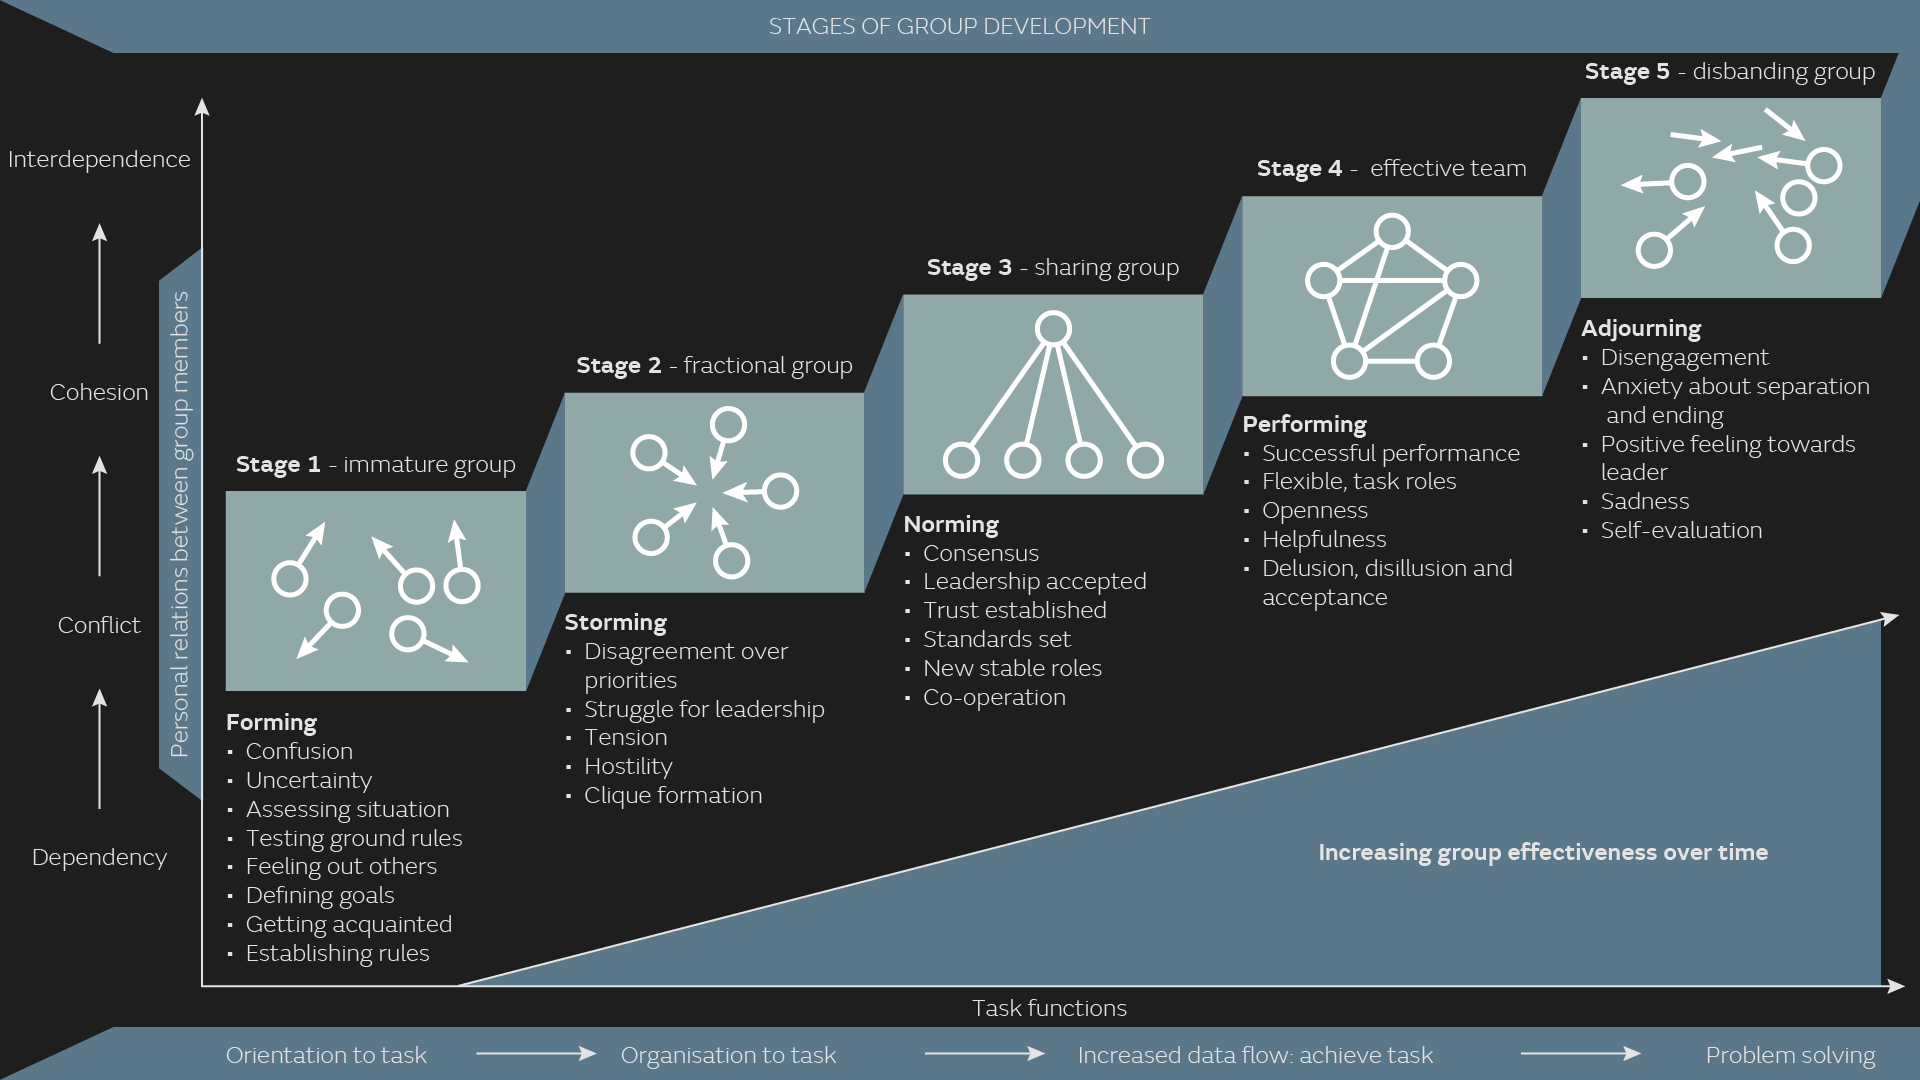 STAGES OF GROUP DEVELOPMENT
Stage 5 - disbanding group
Interdependence
Stage 4 - effective team
Stage 3 - sharing group
Stage 2 - fractional group
Stage 1 - immature group
Cohesion
Conflict
Dependency
Personal relations between group members
Forming
▪ Confusion
▪ Uncertainty
▪ Assessing situation
▪ Testing ground rules
▪ Feeling out others
▪ Defining goals
▪ Getting acquainted
▪ Establishing rules
Storming
▪ Disagreement over
priorities
▪ Struggle for leadership
▪ Tension
▪ Hostility
▪ Clique formation
Norming
▪ Consensus
▪ Leadership accepted
▪ Trust established
▪ Standards set
▪ New stable roles
▪ Co-operation
Performing
▪ Successful performance
▪ Flexible, task roles
▪ Openness
▪ Helpfulness
▪ Delusion, disillusion and
acceptance
Adjourning
▪ Disengagement
▪ Anxiety about separation
and ending
▪ Positive feeling towards
leader
▪ Sadness
▪ Self-evaluation
Increasing group effectiveness over time
Task functions
Orientation to task
Organisation to task
Increased data flow: achieve task
Problem solving